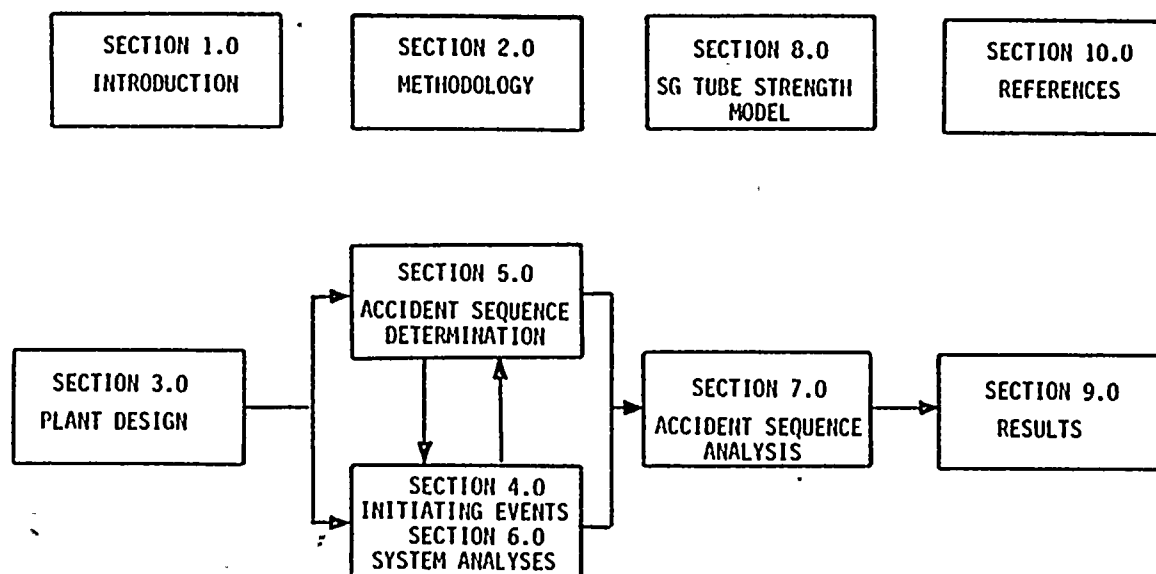 SECTION 1.0
INTRODUCTION
SECTION 2.0
METHODOLOGY
SECTION 8.0
SG TUBE STRENGTH
MODEL
SECTION 10.0
REFERENCES
SECTION 3.0
PLANT DESIGN
SECTION 5.0
ACCIDENT SEQUENCE
DETERMINATION
SECTION 4.0
INITIATING EVENTS
SECTION 6.0
SYSTEM ANALYSES
SECTION 7.0
ACCIDENT SEQUENCE
ANALYSIS
SECTION 9.0
RESULTS